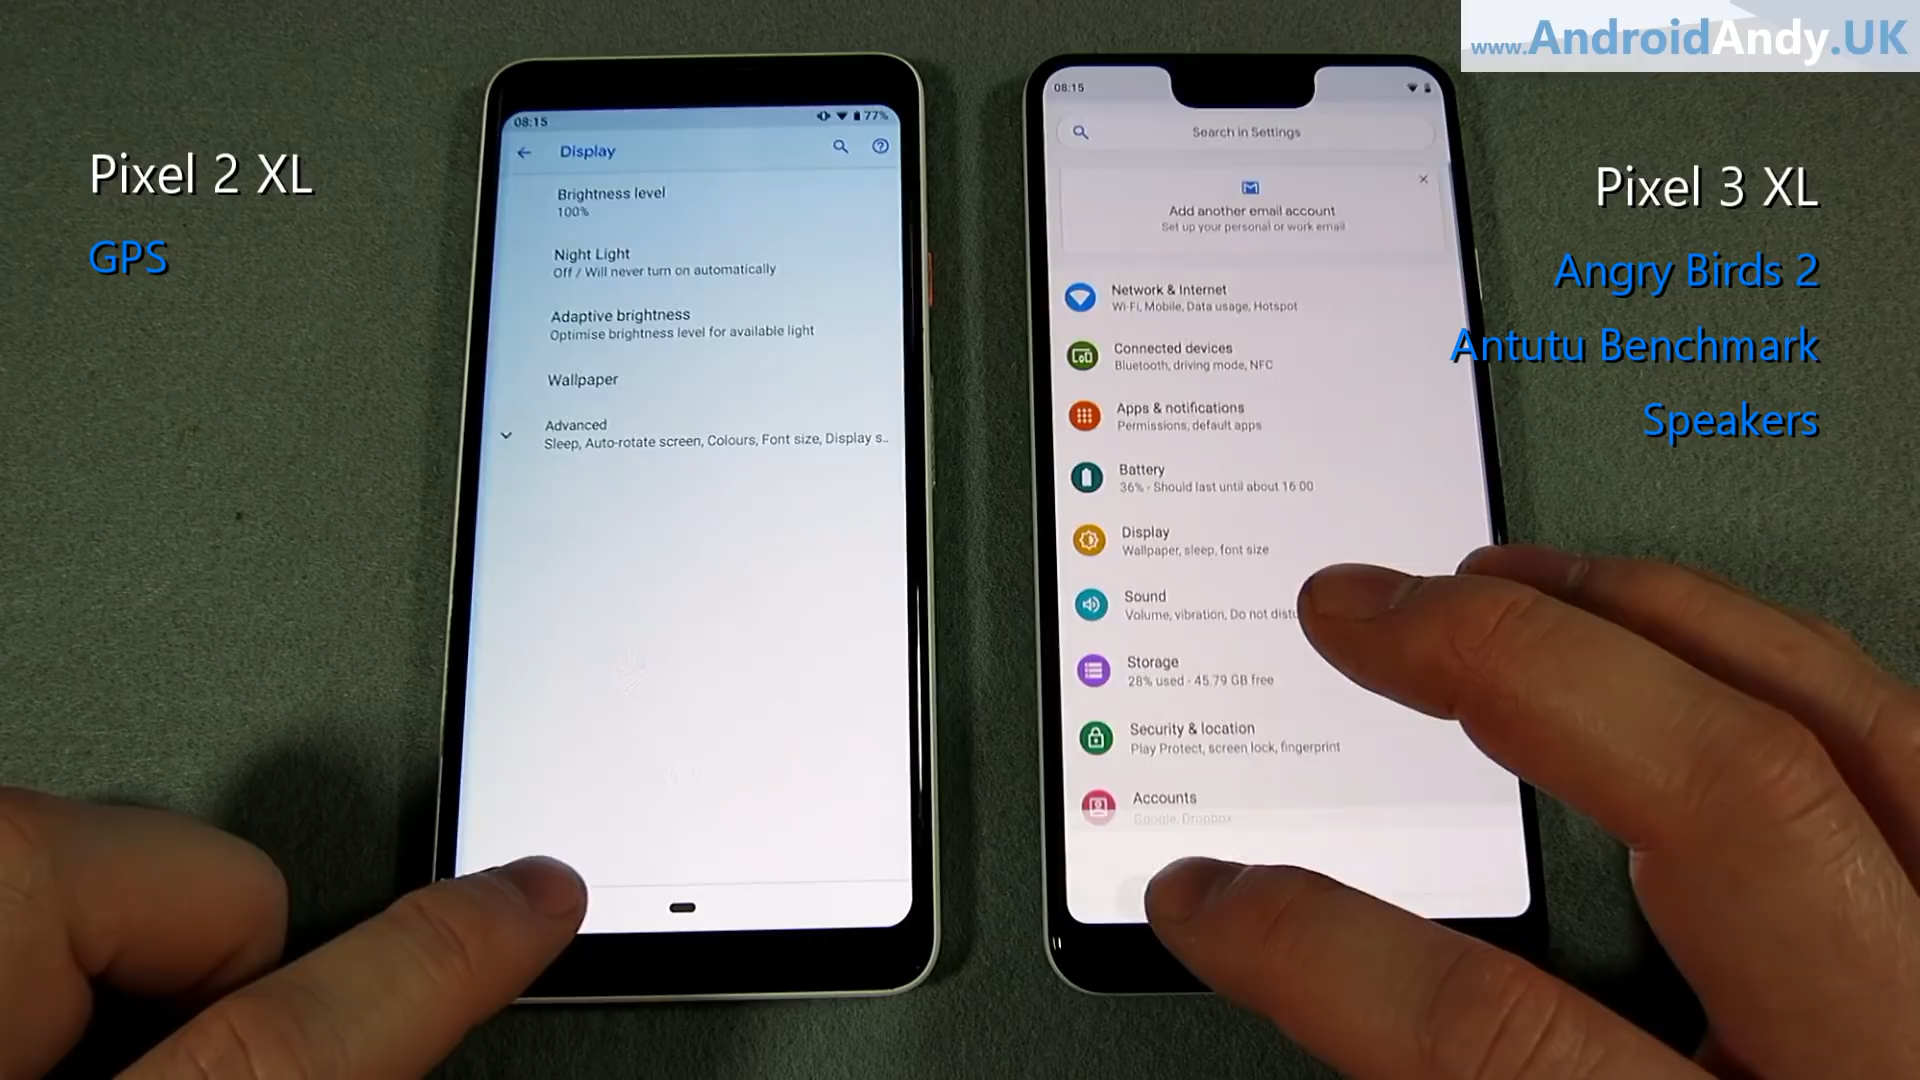 www.AndroidAndy.UK
Pixel 2 XL
GPS
08:15
77%
Display
Brightness level
100%
Night Light
Off / Will never turn on automatically
Adaptive brightness
Optimise brightness level for available light
Wallpaper
Advanced
Sleep, Auto-rotate screen, Colours, Font size, Display s..
08:15
Search in Settings
Add another email account
Set up your personal or work email
Network & Internet
Wi-Fi, Mobile, Data usage, Hotspot
Connected devices
Bluetooth, driving mode, NFC
Apps & notifications
Permissions, default apps
Battery
36% - Should last until about 16:00
Display
Wallpaper, sleep, font size
Sound
Volume, vibration, Do not
Storage
28% used - 45.79 GB free
Security & location
Play Protect, screen lock, fingerprint
Accounts
Google, Dropbox
Pixel 3 XL
Angry Birds 2
Antutu Benchmark
Speakers